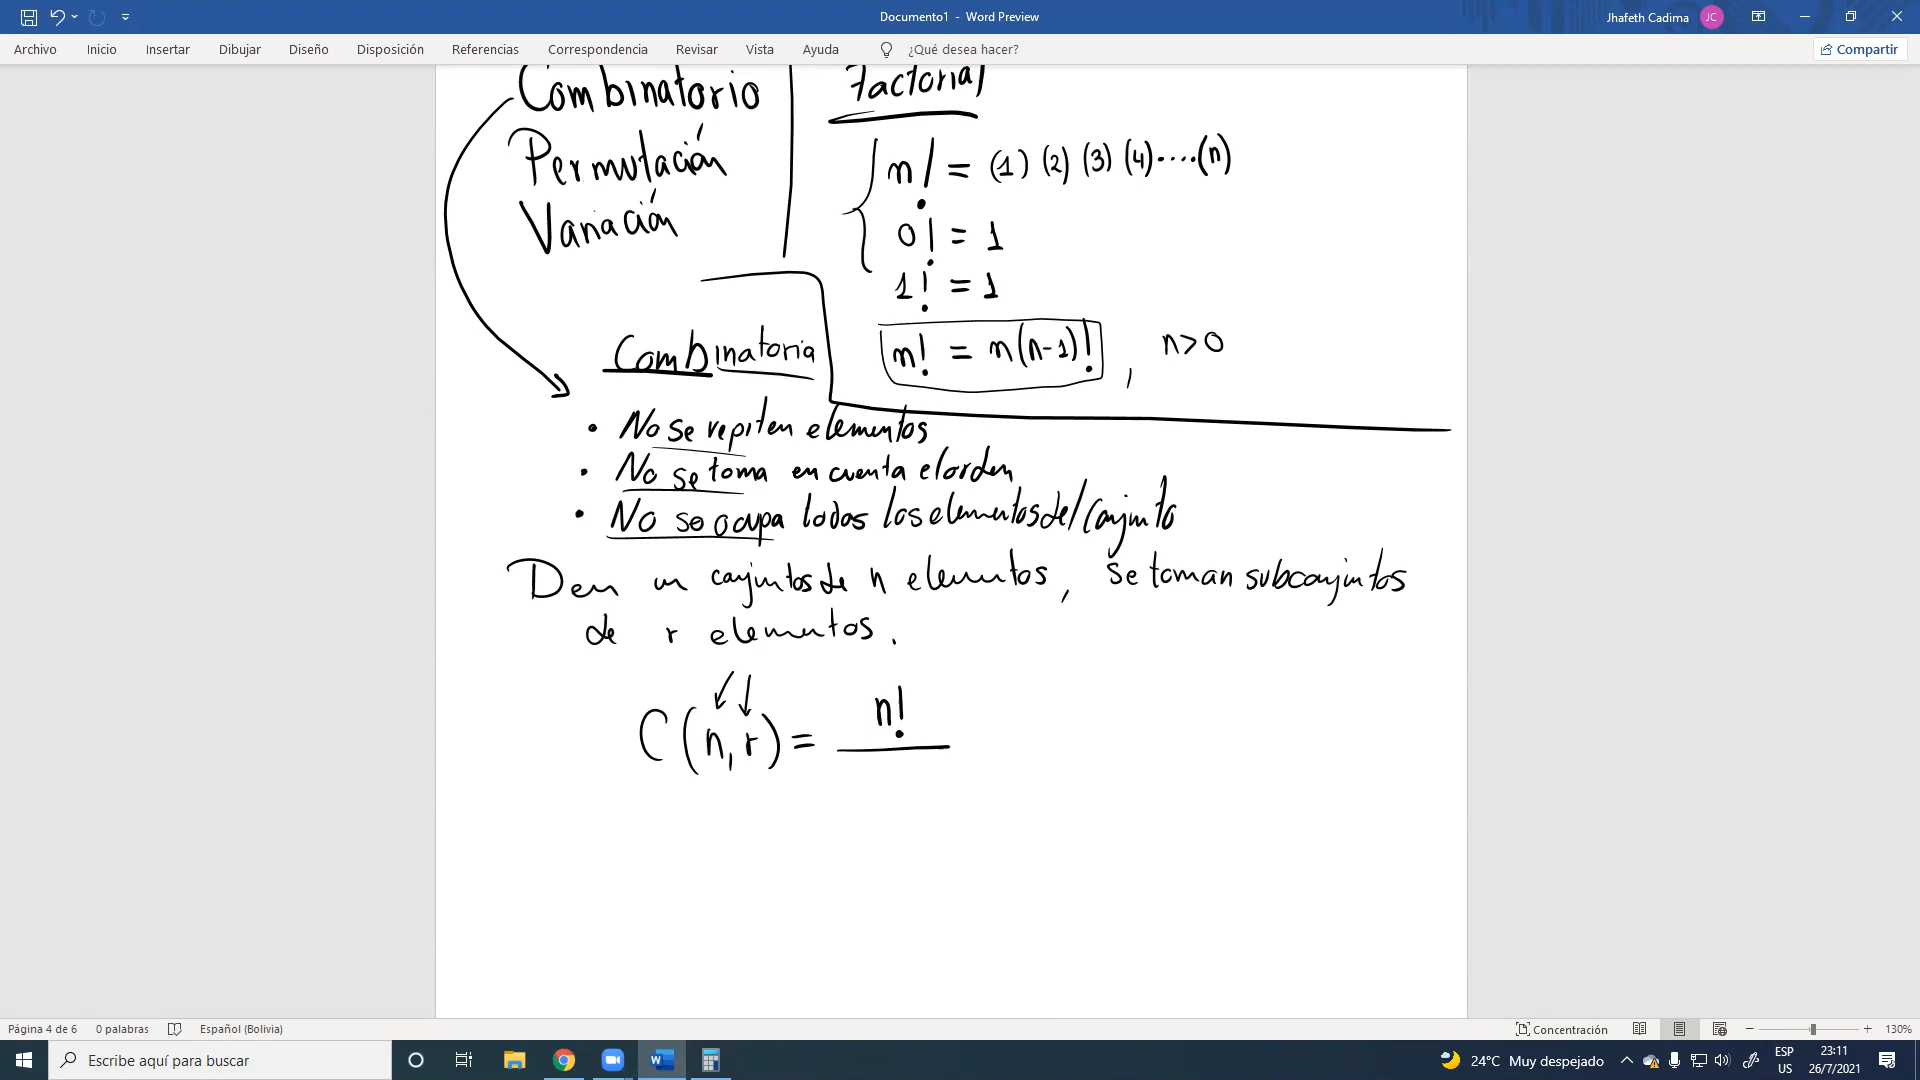 Documento1 - Word Preview
Jhafeth Cadima
JC
Archivo Inicio Insertar Dibujar Diseño Disposición Referencias Correspondencia Revisar Vista Ayuda ¿Qué desea hacer?
Compartir
Combinatorio
Permutación
Variación
Factorial
n! = (1) (2) (3) (4) ····(n)
0! = 1
1! = 1
n! = n(n-1)! , n>0
Combinatoria
• No se repiten elementos
• No se toma en cuenta el orden
• No se ocupa todos los elementos del Conjunto
De un conjuntos de n elementos, se toman subconjuntos
de r elementos.
C(n,r) = n!
Página 4 de 6 0 palabras Español (Bolivia)
Concentración
130%
Escribe aquí para buscar
W
24°C Muy despejado
ESP
US
23:11
26/7/2021